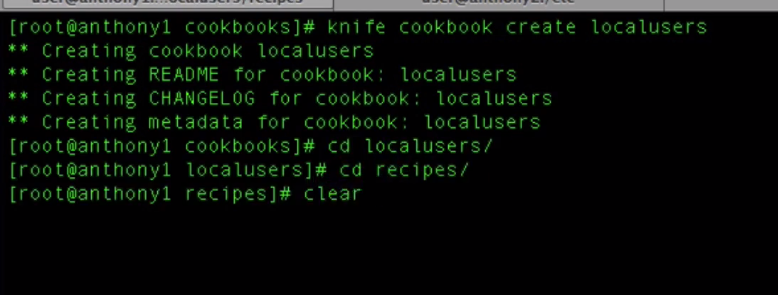 [root@anthony1 cookbooks]# knife cookbook create localusers
** Creating cookbook localusers
** Creating README for cookbook: localusers
** Creating CHANGELOG for cookbook: localusers
** Creating metadata for cookbook: localusers
[root@anthony1 cookbooks]# cd localusers/
[root@anthony1 localusers]# cd recipes/
[root@anthony1 recipes]# clear